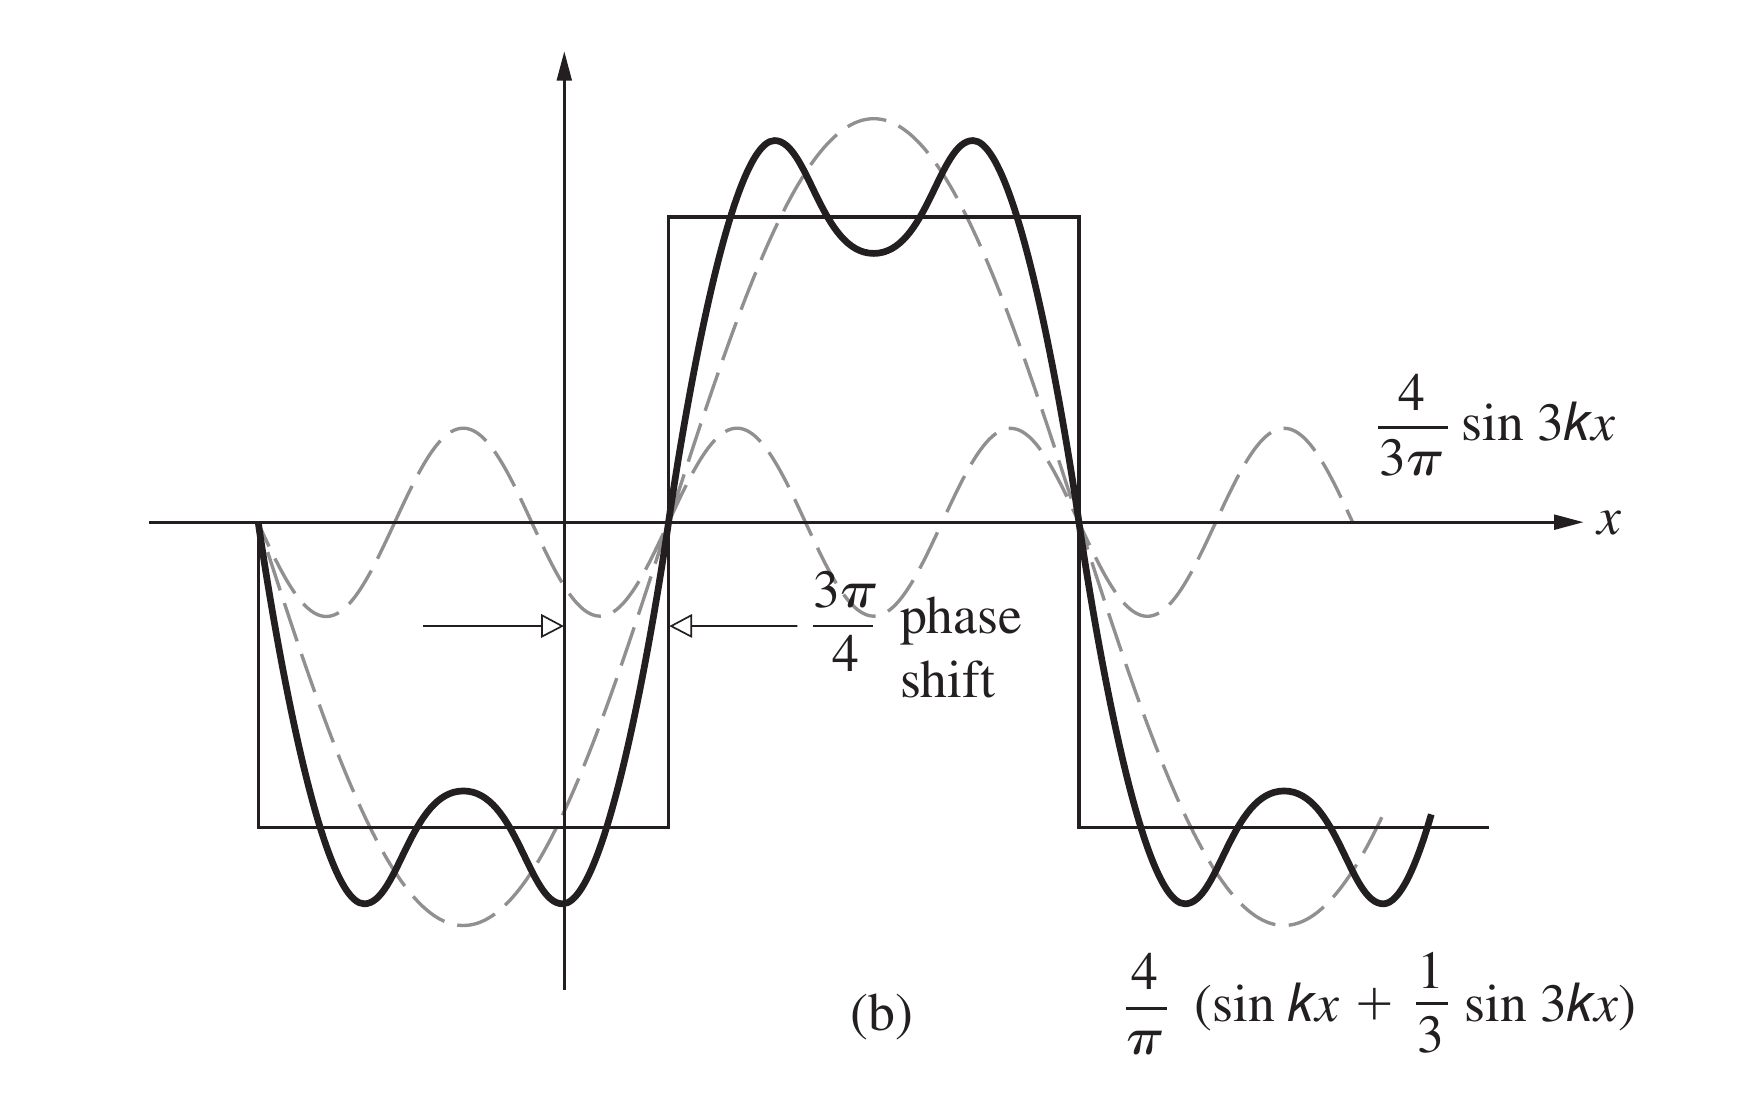 4/3π sin 3kx
x
3π/4 phase
shift
(b)
4/π (sin kx + 1/3 sin 3kx)